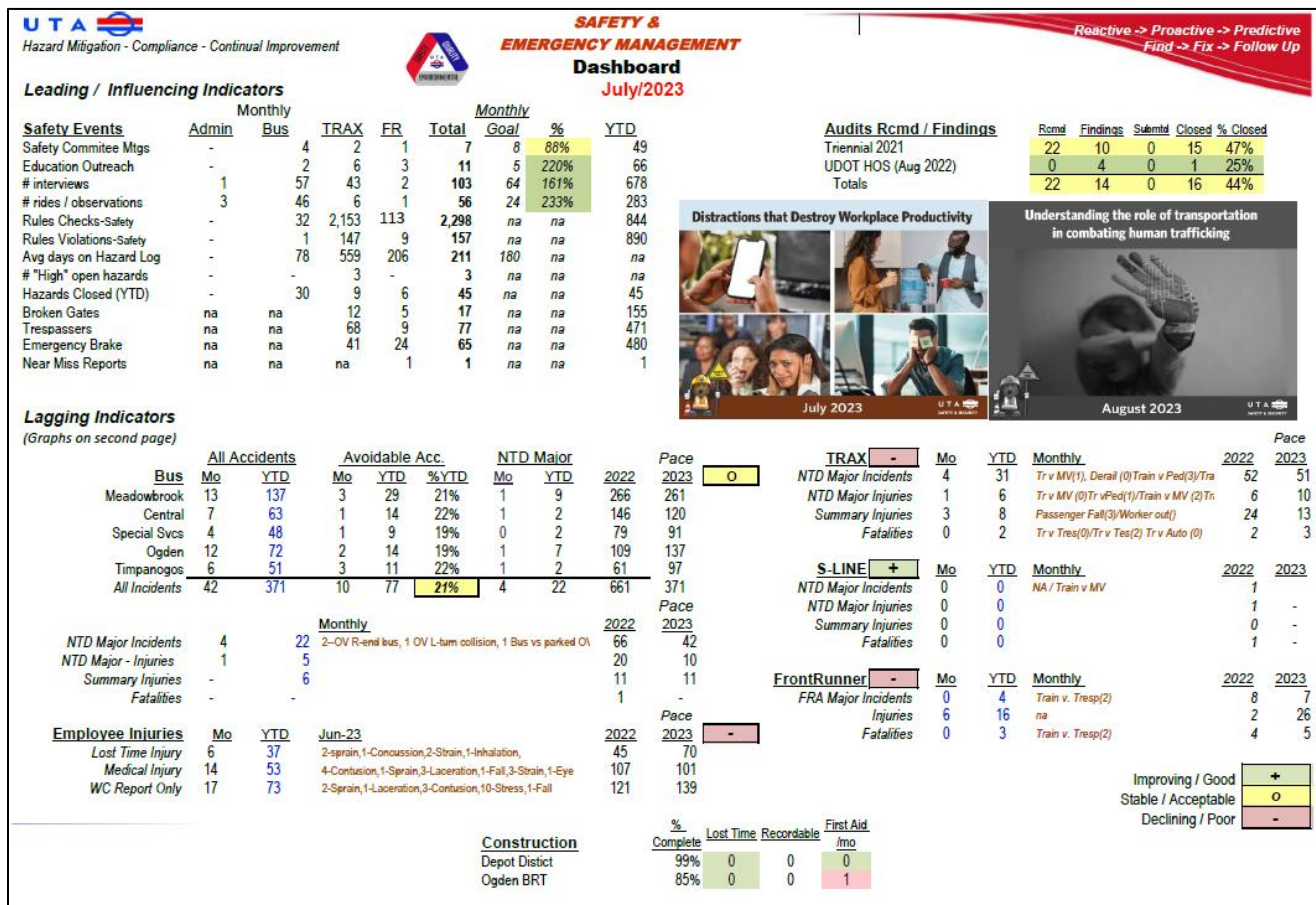 UTA
Hazard Mitigation - Compliance - Continual Improvement
SAFETY &
EMERGENCY MANAGEMENT
Dashboard
July/2023
Reactive -> Proactive -> Predictive
Find -> Fix -> Follow Up
Leading / Influencing Indicators
Monthly Monthly
Safety Events Admin Bus TRAX FR Total Goal % YTD
Safety Commitee Mtgs - 4 2 1 7 8 88% 49
Education Outreach - 2 6 3 11 5 220% 66
# interviews 1 57 43 2 103 64 161% 678
# rides / observations 3 46 6 1 56 24 233% 283
Rules Checks-Safety - 32 2,153 113 2,298 na na 844
Rules Violations-Safety - 1 147 9 157 na na 890
Avg days on Hazard Log - 78 559 206 211 180 na na
# "High" open hazards - - 3 - 3 na na na
Hazards Closed (YTD) - 30 9 6 45 na na 45
Broken Gates na na 12 5 17 na na 155
Trespassers na na 68 9 77 na na 471
Emergency Brake na na 41 24 65 na na 480
Near Miss Reports na na na 1 1 na na 1
Audits Rcmd / Findings Rcmd Findings Submtd Closed % Closed
Triennial 2021 22 10 0 15 47%
UDOT HOS (Aug 2022) 0 4 0 1 25%
Totals 22 14 0 16 44%
Distractions that Destroy Workplace Productivity
July 2023
UTA
SAFETY & SECURITY
Understanding the role of transportation
in combating human trafficking
August 2023
UTA
SAFETY & SECURITY
Lagging Indicators
(Graphs on second page)
All Accidents Avoidable Acc. NTD Major Pace
Bus Mo YTD Mo YTD %YTD Mo YTD 2022 2023 O
Meadowbrook 13 137 3 29 21% 1 9 266 261
Central 7 63 1 14 22% 1 2 146 120
Special Svcs 4 48 1 9 19% 0 2 79 91
Ogden 12 72 2 14 19% 1 7 109 137
Timpanogos 6 51 3 11 22% 1 2 61 97
All Incidents 42 371 10 77 21% 4 22 661 371
Pace
Monthly 2022 2023
NTD Major Incidents 4 22 2--OV R-end bus, 1 OV L-turn collision, 1 Bus vs parked OV 66 42
NTD Major - Injuries 1 5 20 10
Summary Injuries - 6 11 11
Fatalities - - 1 -
Pace
Employee Injuries Mo YTD Jun-23 2022 2023 -
Lost Time Injury 6 37 2-sprain,1-Concussion,2-Strain,1-Inhalation, 45 70
Medical Injury 14 53 4-Contusion,1-Sprain,3-Laceration,1-Fall,3-Strain,1-Eye 107 101
WC Report Only 17 73 2-Sprain,1-Laceration,3-Contusion,10-Stress,1-Fall 121 139
Pace
TRAX - Mo YTD Monthly 2022 2023
NTD Major Incidents 4 31 Tr v MV(1), Derail (0)Train v Ped(3)/Tra 52 51
NTD Major Injuries 1 6 Tr v MV (0)Tr vPed(1)/Train v MV (2)Tr 6 10
Summary Injuries 3 8 Passenger Fall(3)/Worker out() 24 13
Fatalities 0 2 Tr v Tres(0)/Tr v Tes(2) Tr v Auto (0) 2 3
S-LINE + Mo YTD Monthly 2022 2023
NTD Major Incidents 0 0 NA / Train v MV 1
NTD Major Injuries 0 0 1 -
Summary Injuries 0 0 0 -
Fatalities 0 0 1 -
FrontRunner - Mo YTD Monthly 2022 2023
FRA Major Incidents 0 4 Train v. Tresp(2) 8 7
Injuries 6 16 na 2 26
Fatalities 0 3 Train v. Tresp(2) 4 5
Improving / Good +
Stable / Acceptable O
Declining / Poor -
Construction % Complete Lost Time Recordable First Aid /mo
Depot Distict 99% 0 0 0
Ogden BRT 85% 0 0 1